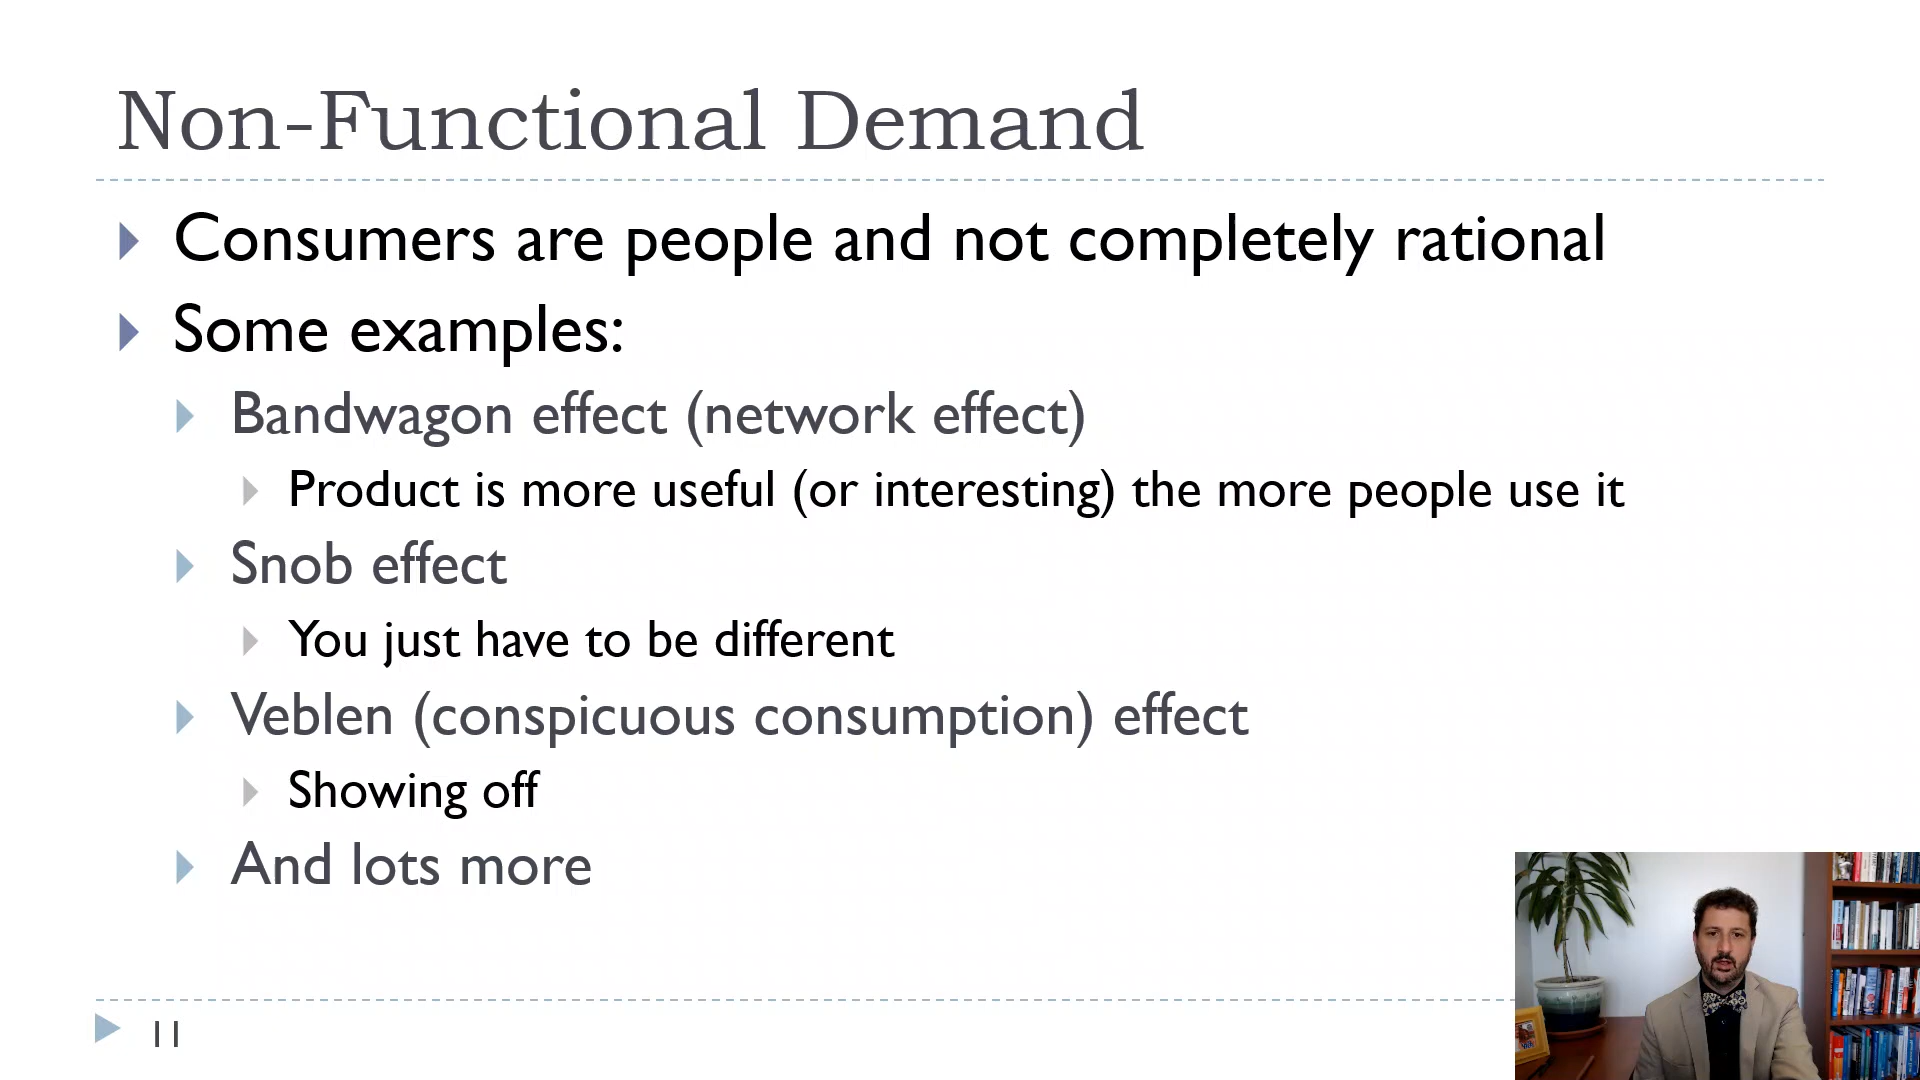 Non-Functional Demand
Consumers are people and not completely rational
Some examples:
Bandwagon effect (network effect)
Product is more useful (or interesting) the more people use it
Snob effect
You just have to be different
Veblen (conspicuous consumption) effect
Showing off
And lots more
11